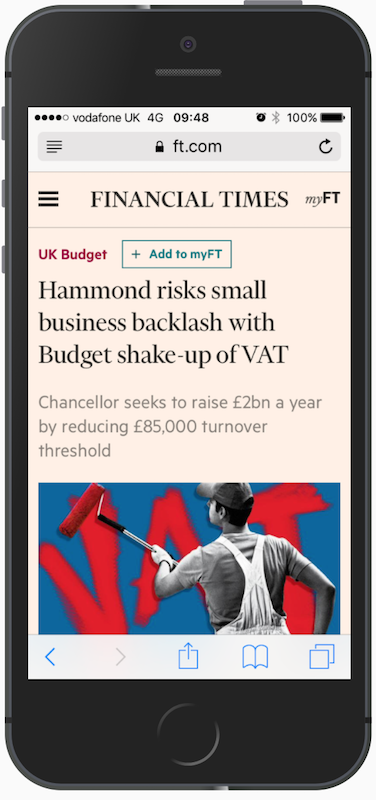 vodafone UK 4G 09:48 100%
ft.com
FINANCIAL TIMES myFT
UK Budget + Add to myFT
Hammond risks small
business backlash with
Budget shake-up of VAT
Chancellor seeks to raise £2bn a year
by reducing £85,000 turnover
threshold
VAT